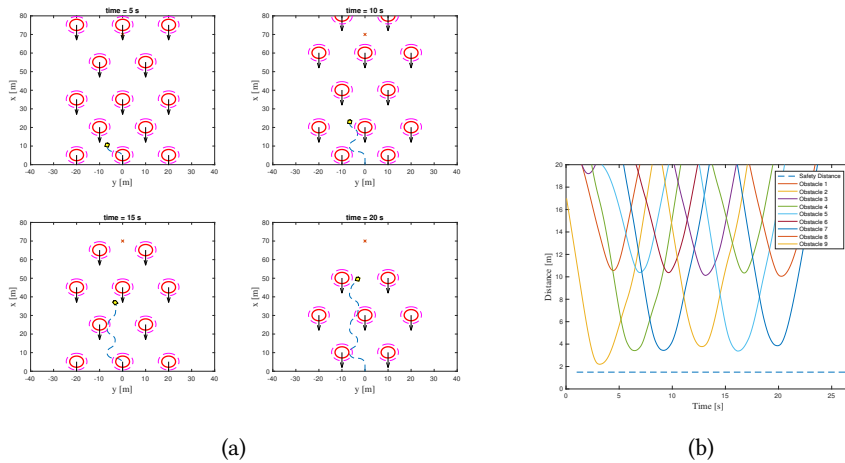 time = 5 s
80
70
60
50
40
30
20
10
0
x [m]
-40 -30 -20 -10 0 10 20 30 40
y [m]
time = 10 s
80
70
60
50
40
30
20
10
0
x [m]
-40 -30 -20 -10 0 10 20 30 40
y [m]
time = 15 s
80
70
60
50
40
30
20
10
0
x [m]
-40 -30 -20 -10 0 10 20 30 40
y [m]
time = 20 s
80
70
60
50
40
30
20
10
0
x [m]
-40 -30 -20 -10 0 10 20 30 40
y [m]
(a)
20
18
16
14
12
10
8
6
4
2
0
Distance [m]
0 5 10 15 20 25
Time [s]
Safety Distance
Obstacle 1
Obstacle 2
Obstacle 3
Obstacle 4
Obstacle 5
Obstacle 6
Obstacle 7
Obstacle 8
Obstacle 9
(b)